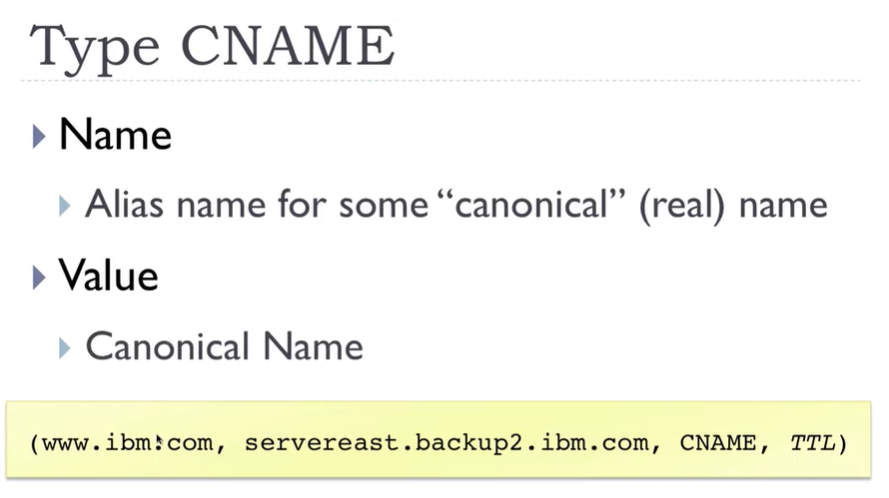 Type CNAME
Name
Alias name for some “canonical” (real) name
Value
Canonical Name
(www.ibm.com, servereast.backup2.ibm.com, CNAME, TTL)